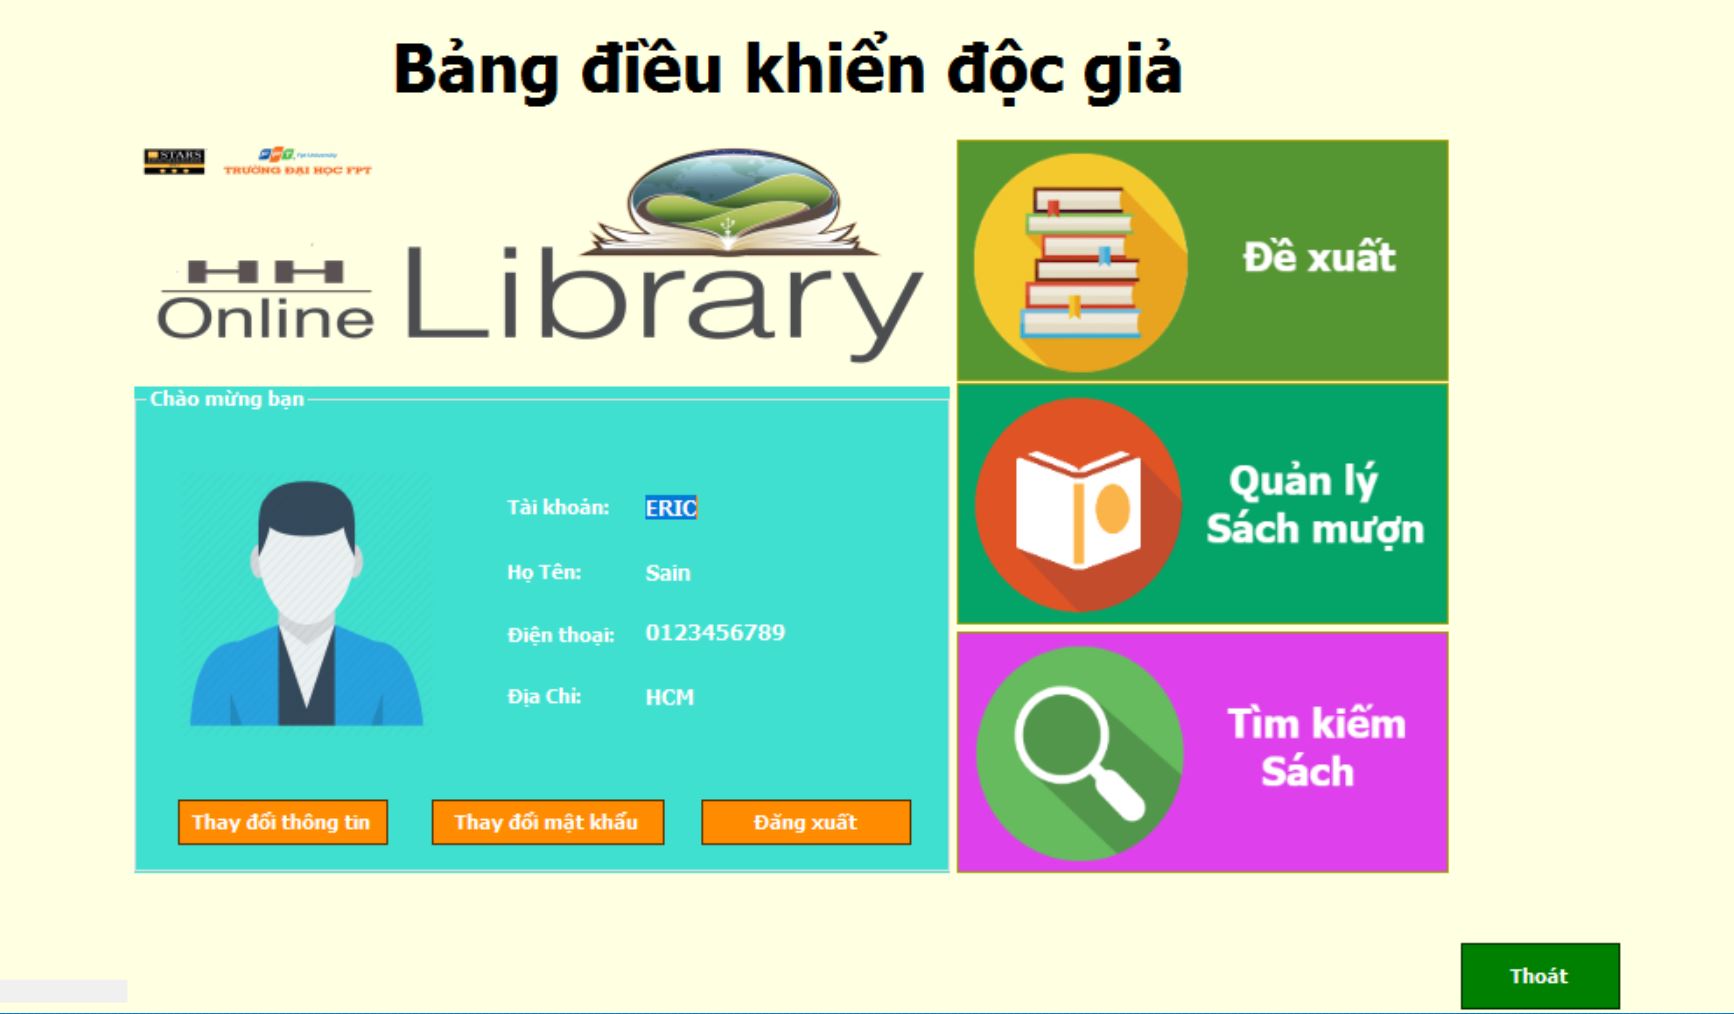 Bảng điều khiển độc giả
STARS
FPT. Fpt University
TRƯỜNG ĐẠI HỌC FPT
HH
Online Library
Đề xuất
Chào mừng bạn
Tài khoản: ERIC
Họ Tên: Sain
Điện thoại: 0123456789
Địa Chỉ: HCM
Thay đổi thông tin
Thay đổi mật khẩu
Đăng xuất
Quản lý
Sách mượn
Tìm kiếm
Sách
Thoát